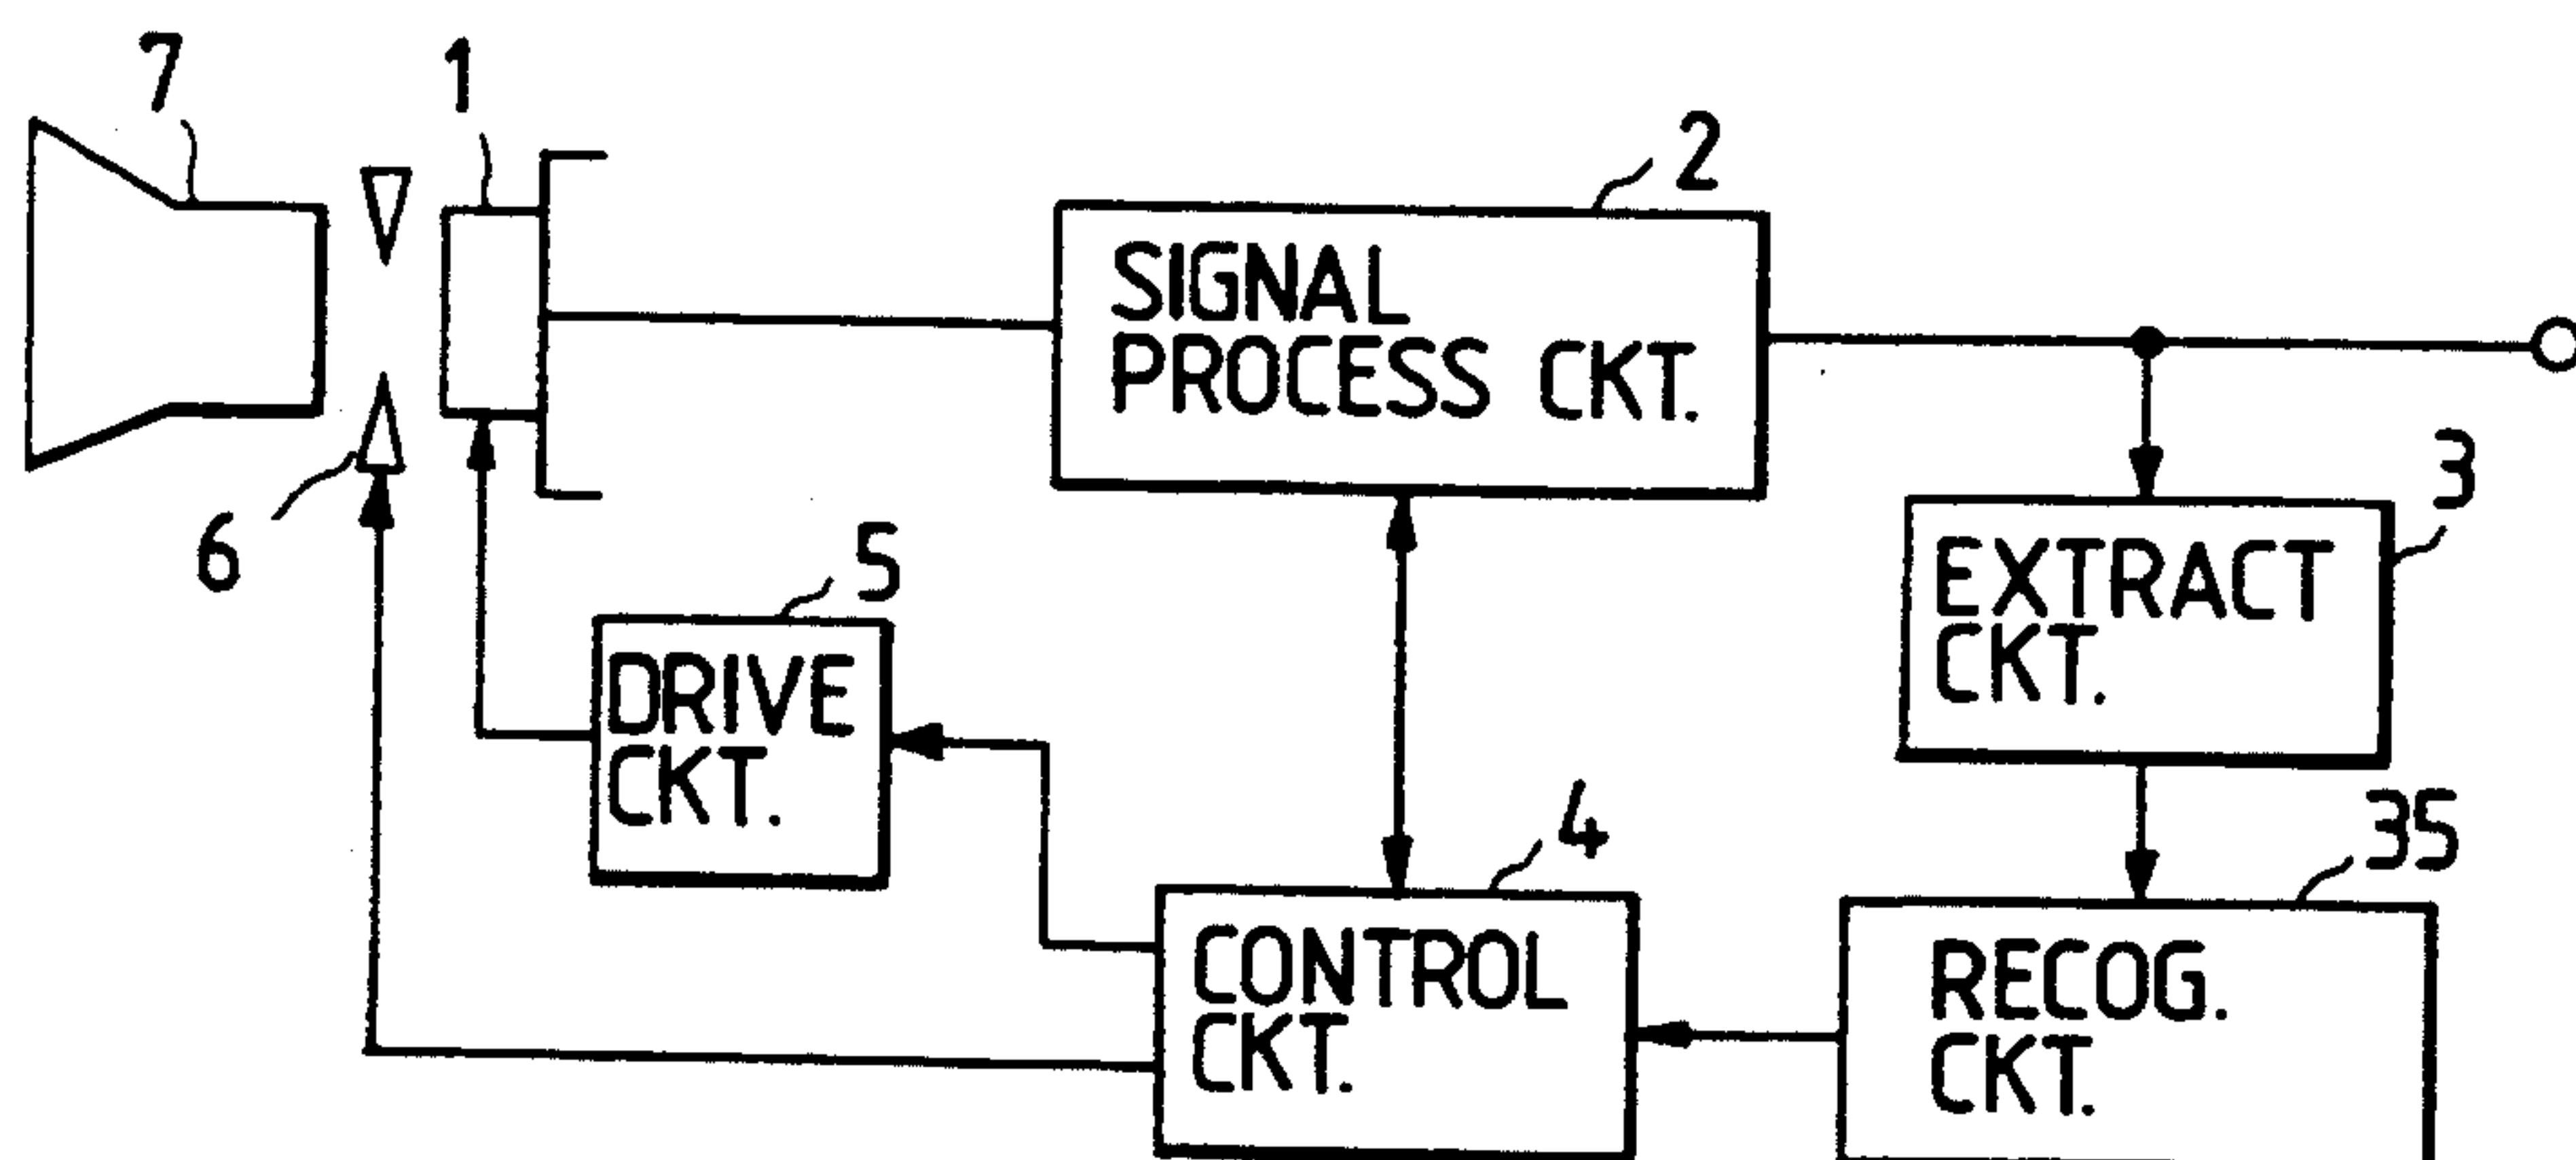 7
1
2
SIGNAL
PROCESS CKT.
3
EXTRACT
CKT.
6
5
DRIVE
CKT.
4
CONTROL
CKT.
35
RECOG.
CKT.